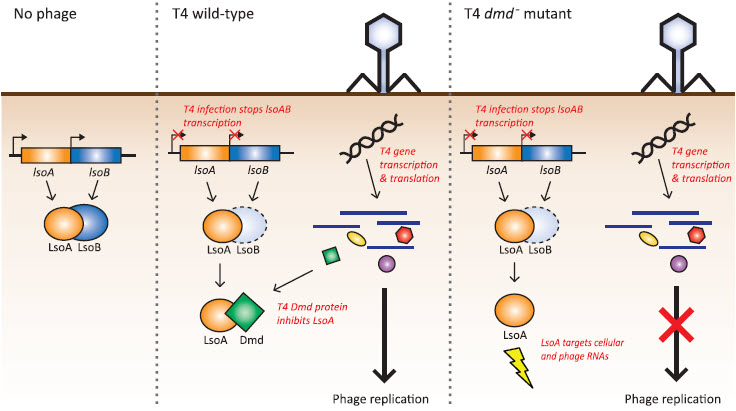 No phage
lsoA
lsoB
LsoA LsoB
T4 wild-type
T4 infection stops lsoAB
transcription
lsoA
lsoB
LsoA LsoB
LsoA
Dmd
T4 Dmd protein
inhibits LsoA
T4 gene
transcription
& translation
Phage replication
T4 dmd- mutant
T4 infection stops lsoAB
transcription
lsoA
lsoB
LsoA LsoB
LsoA
LsoA targets cellular
and phage RNAs
T4 gene
transcription
& translation
Phage replication